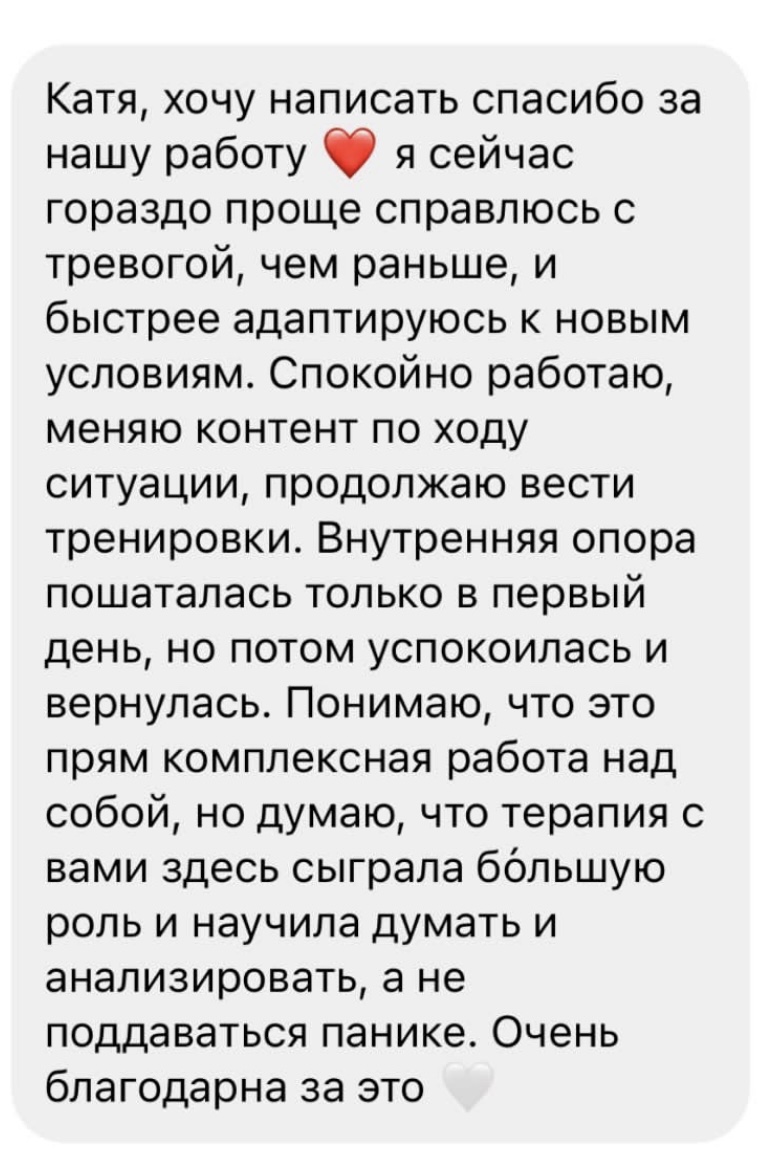 Катя, хочу написать спасибо за
нашу работу ❤️ я сейчас
гораздо проще справлюсь с
тревогой, чем раньше, и
быстрее адаптируюсь к новым
условиям. Спокойно работаю,
меняю контент по ходу
ситуации, продолжаю вести
тренировки. Внутренняя опора
пошаталась только в первый
день, но потом успокоилась и
вернулась. Понимаю, что это
прям комплексная работа над
собой, но думаю, что терапия с
вами здесь сыграла бо́льшую
роль и научила думать и
анализировать, а не
поддаваться панике. Очень
благодарна за это 🤍